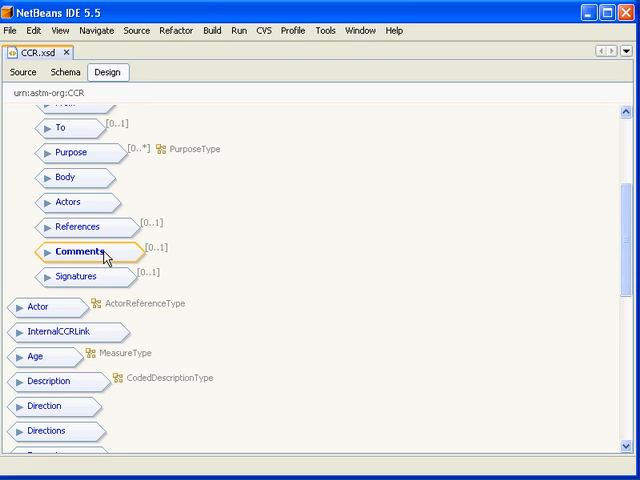 NetBeans IDE 5.5
File Edit View Navigate Source Refactor Build Run CVS Profile Tools Window Help
CCR.xsd
Source Schema Design
urn:astm-org:CCR
To [0..1]
Purpose [0..*] PurposeType
Body
Actors
References [0..1]
Comments [0..1]
Signatures [0..1]
Actor ActorReferenceType
InternalCCRLink
Age MeasureType
Description CodedDescriptionType
Direction
Directions